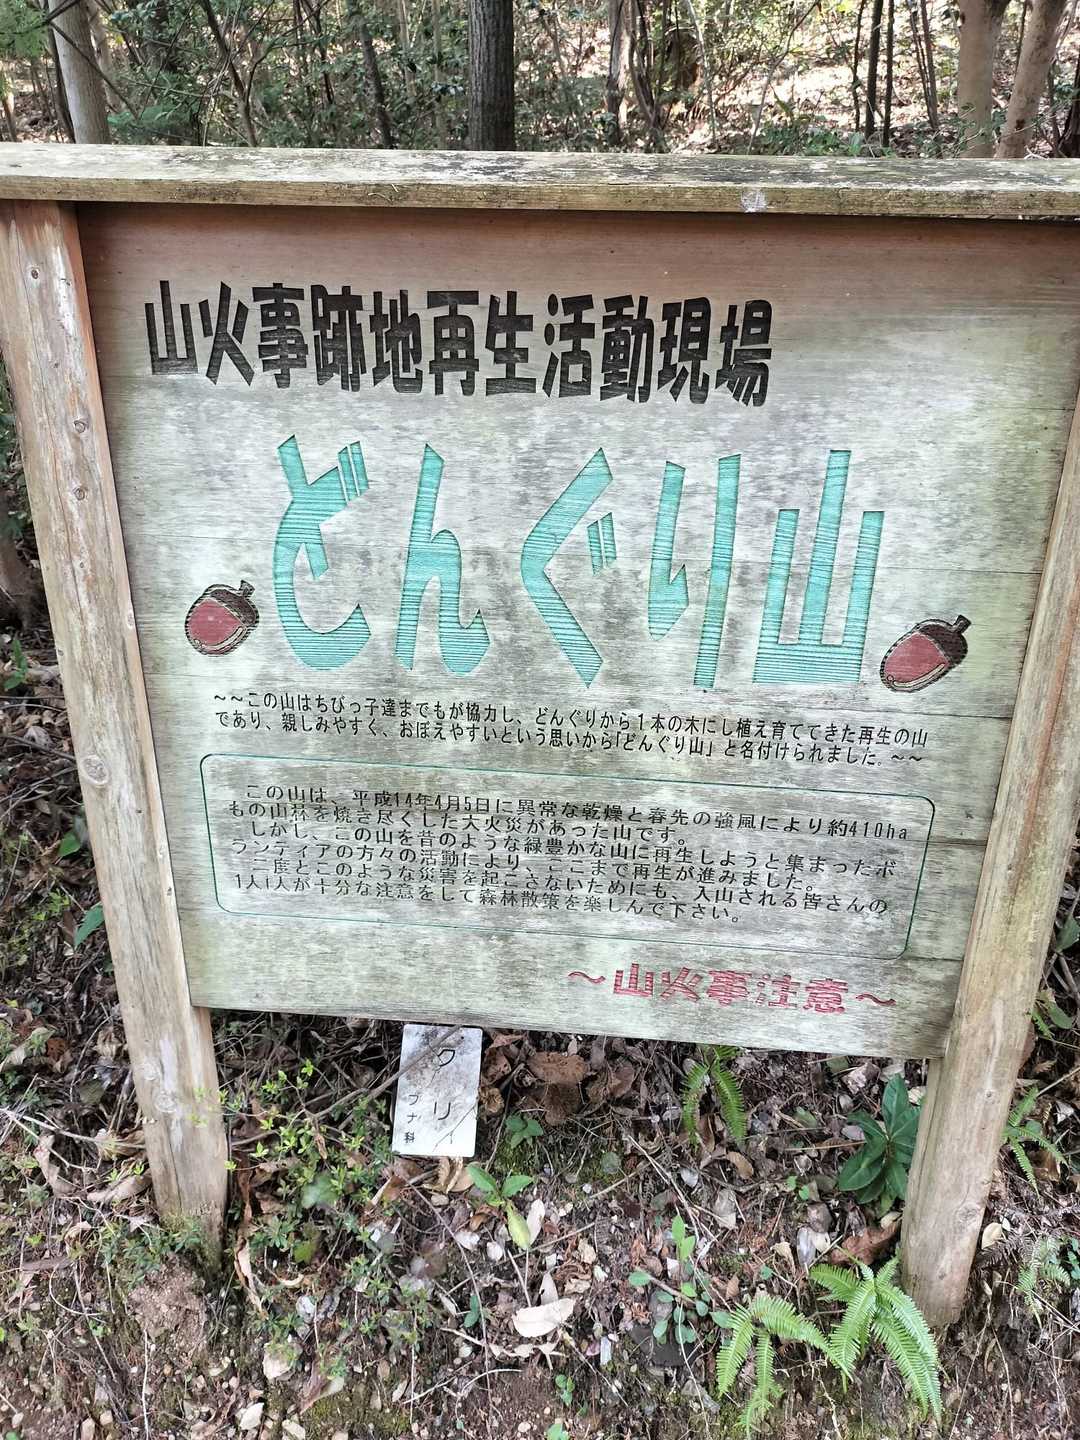 山火事跡地再生活動現場
どんぐり山
～～この山はちびっ子達までもが協力し、どんぐりから1本の木にし植え育ててきた再生の山
であり、親しみやすく、おぼえやすいという思いから「どんぐり山」と名付けられました。～～
この山は、平成14年4月5日に異常な乾燥と春先の強風により約410ha
もの山林を焼き尽くした大火災があった山です。
しかし、この山を昔のような緑豊かな山に再生しようと集まったボ
ランティアの方々の活動により、ここまで再生が進みました。
二度とこのような災害を起こさないためにも、入山される皆さんの
1人1人が十分な注意をして森林散策を楽しんで下さい。
～山火事注意～
クリ
ブナ科